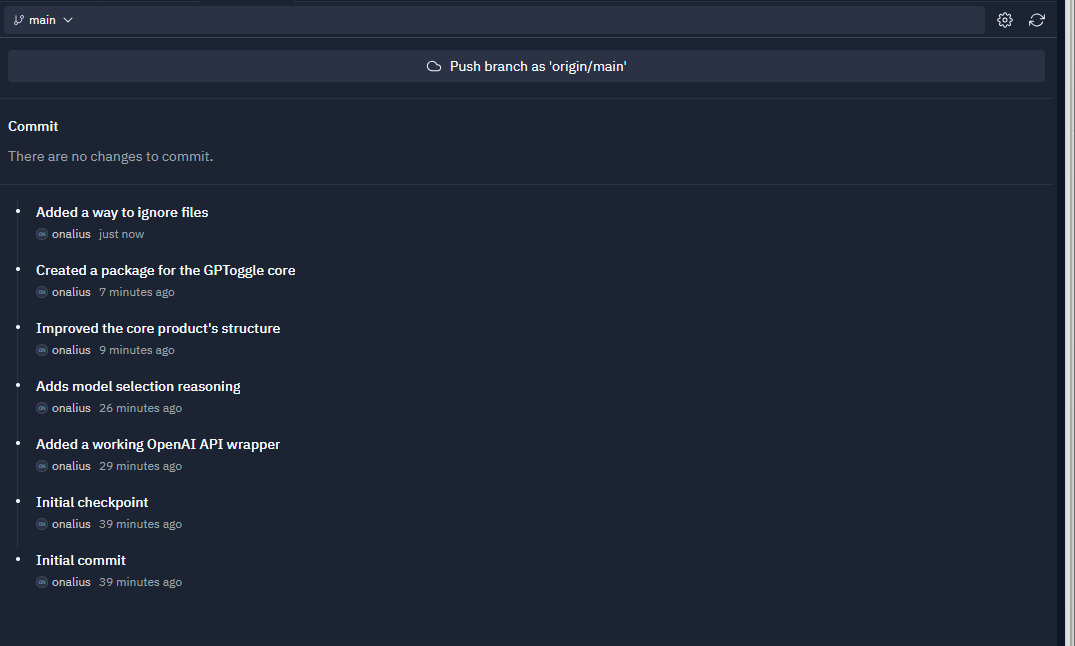 main
Push branch as 'origin/main'
Commit
There are no changes to commit.
Added a way to ignore files
ON onalius just now
Created a package for the GPToggle core
ON onalius 7 minutes ago
Improved the core product's structure
ON onalius 9 minutes ago
Adds model selection reasoning
ON onalius 26 minutes ago
Added a working OpenAI API wrapper
ON onalius 29 minutes ago
Initial checkpoint
ON onalius 39 minutes ago
Initial commit
ON onalius 39 minutes ago